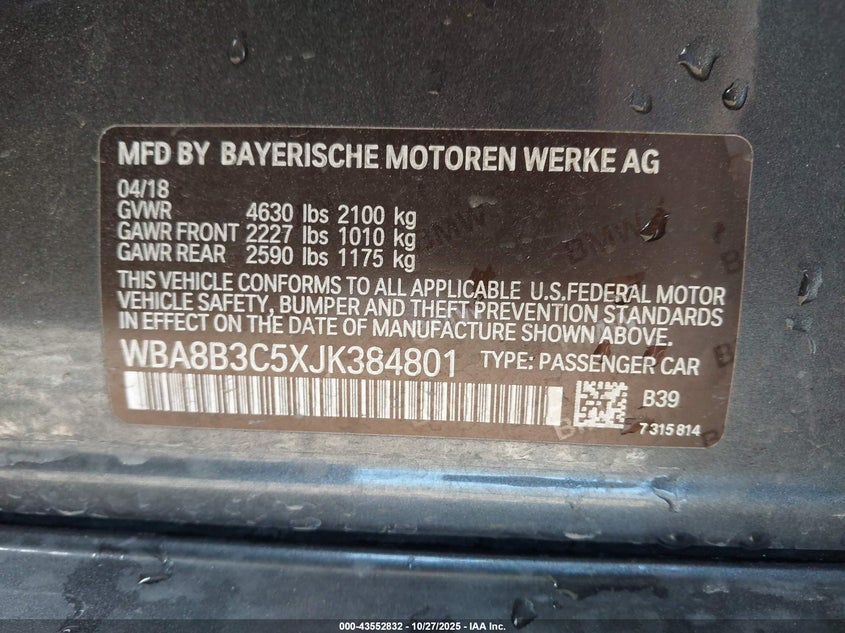 MFD BY BAYERISCHE MOTOREN WERKE AG
04/18
GVWR 4630 lbs 2100 kg
GAWR FRONT 2227 lbs 1010 kg
GAWR REAR 2590 lbs 1175 kg
THIS VEHICLE CONFORMS TO ALL APPLICABLE U.S.FEDERAL MOTOR
VEHICLE SAFETY, BUMPER AND THEFT PREVENTION STANDARDS
IN EFFECT ON THE DATE OF MANUFACTURE SHOWN ABOVE.
WBA8B3C5XJK384801 TYPE: PASSENGER CAR
B39
7 315 814
000-43552832 | 10/27/2025 | IAA Inc.